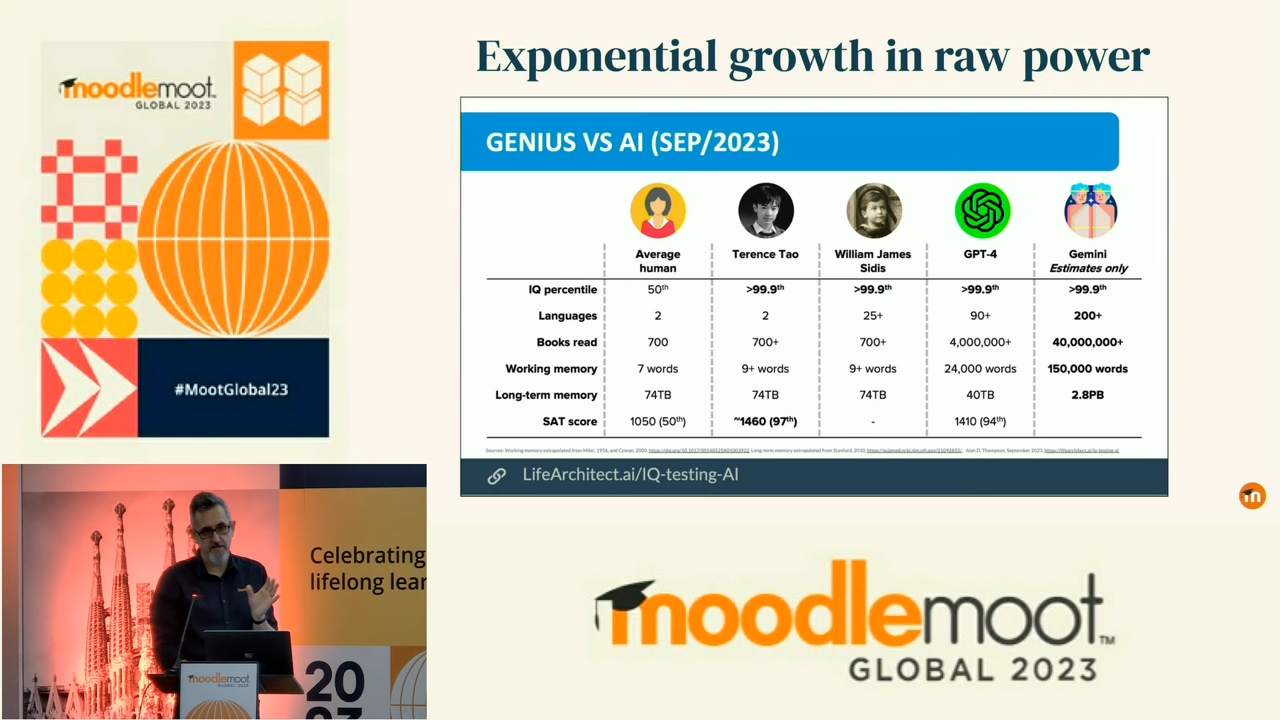 moodlemoot™
GLOBAL 2023
#MootGlobal23
Exponential growth in raw power
GENIUS VS AI (SEP/2023)
Average human Terence Tao William James Sidis GPT-4 Gemini Estimates only
IQ percentile 50th >99.9th >99.9th >99.9th >99.9th
Languages 2 2 25+ 90+ 200+
Books read 700 700+ 700+ 4,000,000+ 40,000,000+
Working memory 7 words 9+ words 9+ words 24,000 words 150,000 words
Long-term memory 74TB 74TB 74TB 40TB 2.8PB
SAT score 1050 (50th) ~1460 (97th) - 1410 (94th)
LifeArchitect.ai/IQ-testing-AI
m
Celebrating
lifelong lear
moodlemoot
GLOBAL 2023
20
moodlemoot™
GLOBAL 2023